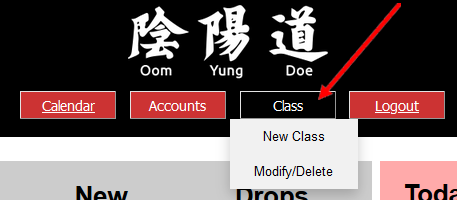 陰陽道
Oom Yung Doe
Calendar Accounts Class Logout
New Class
Modify/Delete
New Drops Toda